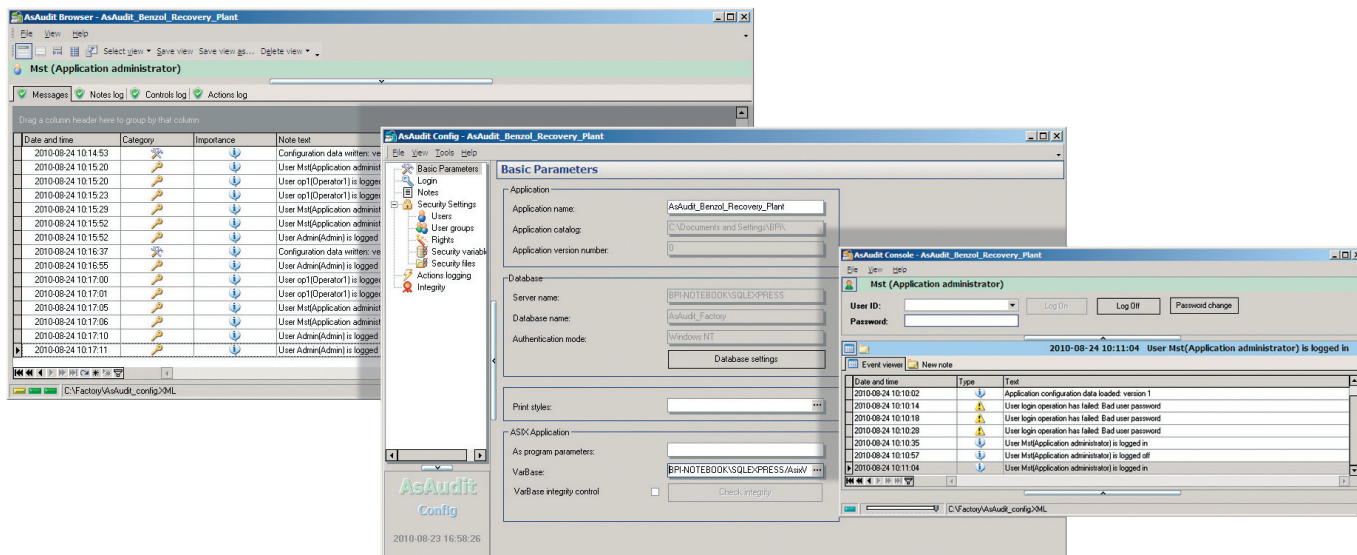 AsAudit Browser - AsAudit_Benzol_Recovery_Plant
File View Help
Select view Save view Save view as... Delete view
Mst (Application administrator)
Messages Notes log Controls log Actions log
Drag a column header here to group by that column
Date and time Category Importance Note text
2010-08-24 10:14:53 Configuration data written: ve
2010-08-24 10:15:20 User Mst(Application administ
2010-08-24 10:15:20 User op1(Operator1) is logge
2010-08-24 10:15:23 User op1(Operator1) is logge
2010-08-24 10:15:29 User Mst(Application administ
2010-08-24 10:15:52 User Mst(Application administ
2010-08-24 10:15:52 User Admin(Admin) is logged
2010-08-24 10:16:37 Configuration data written: ve
2010-08-24 10:16:55 User Admin(Admin) is logged
2010-08-24 10:17:00 User op1(Operator1) is logge
2010-08-24 10:17:01 User op1(Operator1) is logge
2010-08-24 10:17:05 User Mst(Application administ
2010-08-24 10:17:06 User Mst(Application administ
2010-08-24 10:17:10 User Admin(Admin) is logged
2010-08-24 10:17:11 User Admin(Admin) is logged
C:\Factory\AsAudit_config.XML
AsAudit Config - AsAudit_Benzol_Recovery_Plant
File View Tools Help
Basic Parameters
Login
Notes
Security Settings
Users
User groups
Rights
Security variabl
Security files
Actions logging
Integrity
AsAudit
Config
2010-08-23 16:58:26
Basic Parameters
Application
Application name: AsAudit_Benzol_Recovery_Plant
Application catalog: C:\Documents and Settings\BPI\
Application version number: 0
Database
Server name: BPI-NOTEBOOK\SQLEXPRESS
Database name: AsAudit_Factory
Authentication mode: Windows NT
Database settings
Print styles: ...
ASIX Application
As program parameters:
VarBase: BPI-NOTEBOOK\SQLEXPRESS/AsixV ...
VarBase integrity control Check integrity
AsAudit Console - AsAudit_Benzol_Recovery_Plant
File View Help
Mst (Application administrator)
User ID: Log On Log Off Password change
Password:
2010-08-24 10:11:04 User Mst(Application administrator) is logged in
Event viewer New note
Date and time Type Text
2010-08-24 10:10:02 Application configuration data loaded: version 1
2010-08-24 10:10:14 User login operation has failed: Bad user password
2010-08-24 10:10:18 User login operation has failed: Bad user password
2010-08-24 10:10:28 User login operation has failed: Bad user password
2010-08-24 10:10:35 User Mst(Application administrator) is logged in
2010-08-24 10:10:57 User Mst(Application administrator) is logged off
2010-08-24 10:11:04 User Mst(Application administrator) is logged in
C:\Factory\AsAudit_config.XML